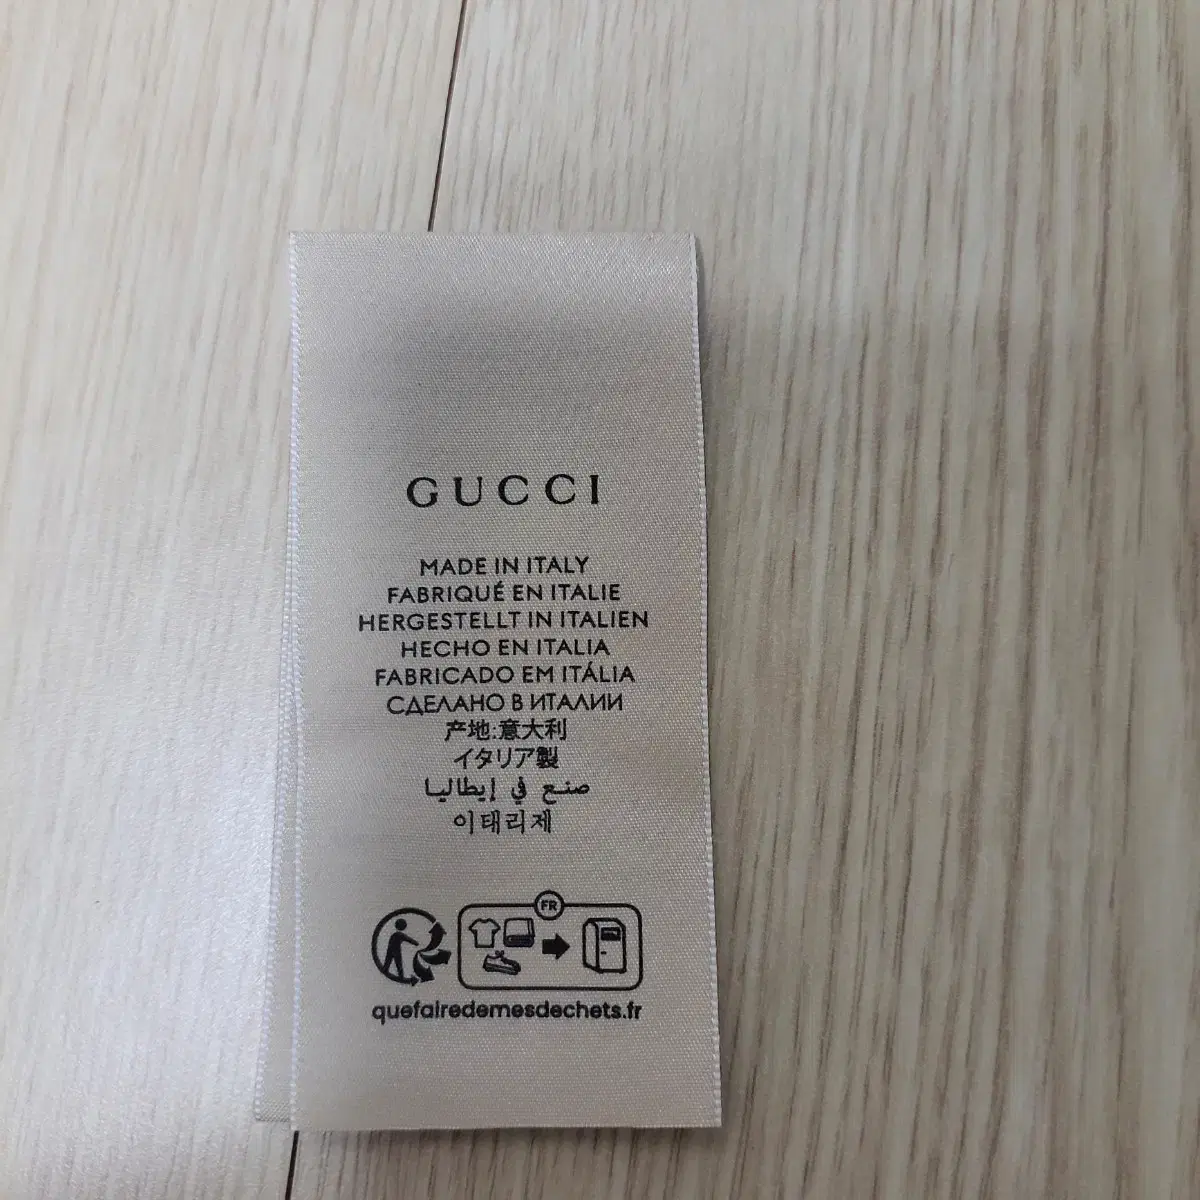 GUCCI
MADE IN ITALY
FABRIQUÉ EN ITALIE
HERGESTELLT IN ITALIEN
HECHO EN ITALIA
FABRICADO EM ITÁLIA
СДЕЛАНО В ИТАЛИИ
产地:意大利
イタリア製
صنع في إيطاليا
이태리제
FR
quefairedemesdechets.fr